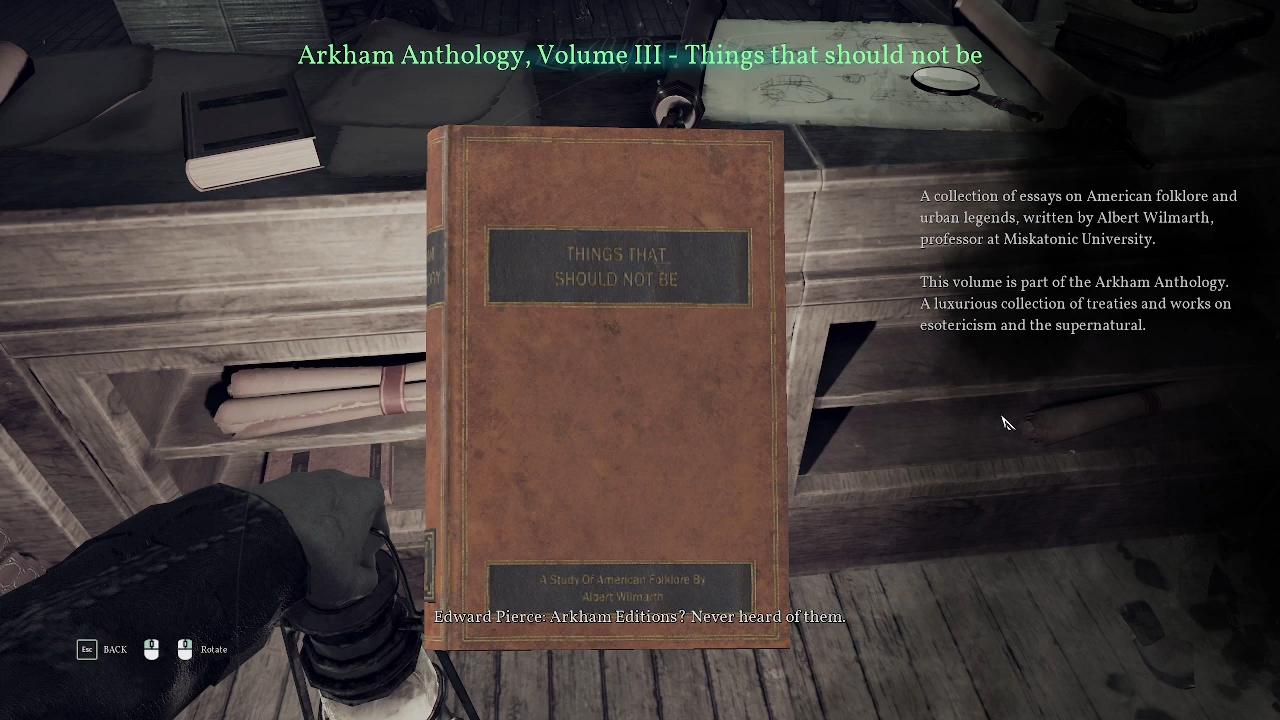 Arkham Anthology, Volume III - Things that should not be
THINGS THAT
SHOULD NOT BE
A collection of essays on American folklore and
urban legends, written by Albert Wilmarth,
professor at Miskatonic University.
This volume is part of the Arkham Anthology.
A luxurious collection of treaties and works on
esotericism and the supernatural.
A Study Of American Folklore By
Albert Wilmarth
Edward Pierce: Arkham Editions? Never heard of them.
Esc BACK Rotate